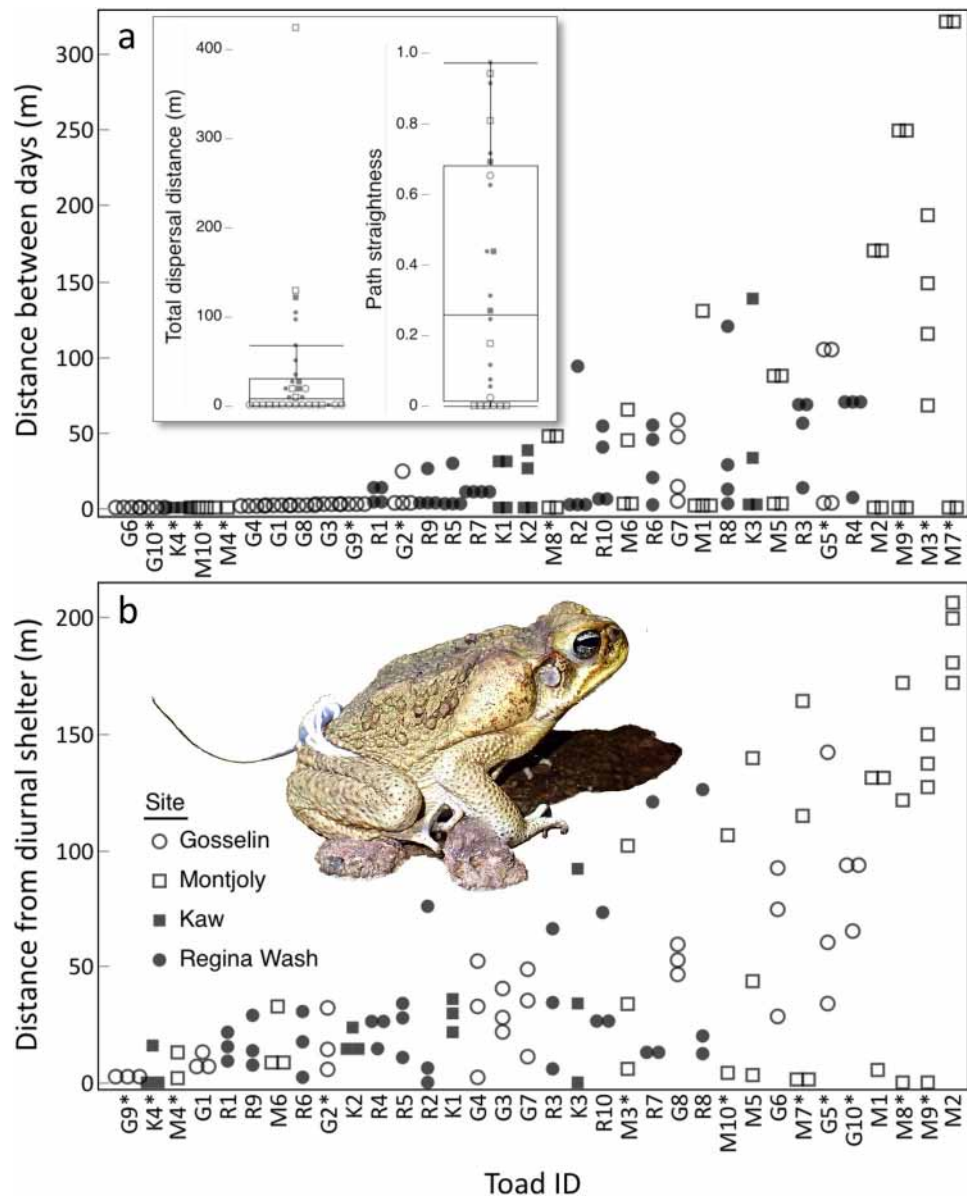 a
Distance between days (m)
300
250
200
150
100
50
0
Total dispersal distance (m)
400
300
200
100
0
Path straightness
1.0
0.8
0.6
0.4
0.2
0
G6 G10* K4* M10* M4* G4 G1 G8 G3 G9* R1 G2* R9 R5 R7 K1 K2 M8* R2 R10 M6 R6 G7 M1 R8 K3 M5 R3 G5* R4 M2 M9* M3* M7*
b
Distance from diurnal shelter (m)
200
150
100
50
0
Site
Gosselin
Montjoly
Kaw
Regina Wash
G9* K4* M4* G1 R1 R9 M6 R6 G2* K2 R4 R5 R2 K1 G4 G3 G7 R3 K3 R10 M3* R7 G8 R8 M10* M5 G6 M7* G5* G10* M1 M8* M9* M2
Toad ID